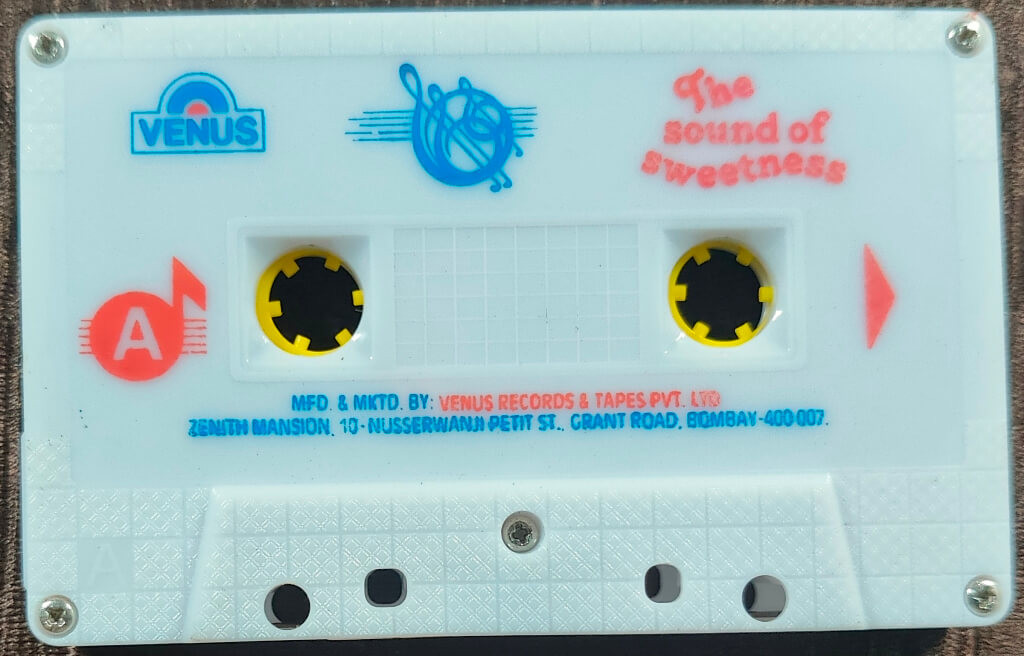 VENUS
The
sound of
sweetness
A
MFD. & MKTD. BY: VENUS RECORDS & TAPES PVT. LTD
ZENITH MANSION, 10-NUSSERWANJI PETIT ST., GRANT ROAD, BOMBAY-400 007.
A